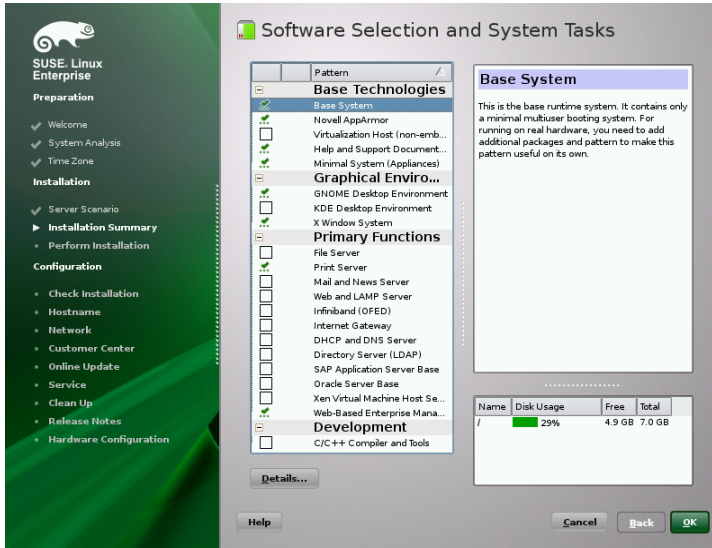 SUSE. Linux
Enterprise
Preparation
Welcome
System Analysis
Time Zone
Installation
Server Scenario
Installation Summary
Perform Installation
Configuration
Check Installation
Hostname
Network
Customer Center
Online Update
Service
Clean Up
Release Notes
Hardware Configuration
Software Selection and System Tasks
Pattern
Base Technologies
Base System
Novell AppArmor
Virtualization Host (non-emb...
Help and Support Document...
Minimal System (Appliances)
Graphical Enviro...
GNOME Desktop Environment
KDE Desktop Environment
X Window System
Primary Functions
File Server
Print Server
Mail and News Server
Web and LAMP Server
Infiniband (OFED)
Internet Gateway
DHCP and DNS Server
Directory Server (LDAP)
SAP Application Server Base
Oracle Server Base
Xen Virtual Machine Host Se...
Web-Based Enterprise Mana...
Development
C/C++ Compiler and Tools
Details...
Base System
This is the base runtime system. It contains only
a minimal multiuser booting system. For
running on real hardware, you need to add
additional packages and pattern to make this
pattern useful on its own.
Name Disk Usage Free Total
/ 29% 4.9 GB 7.0 GB
Help Cancel Back OK